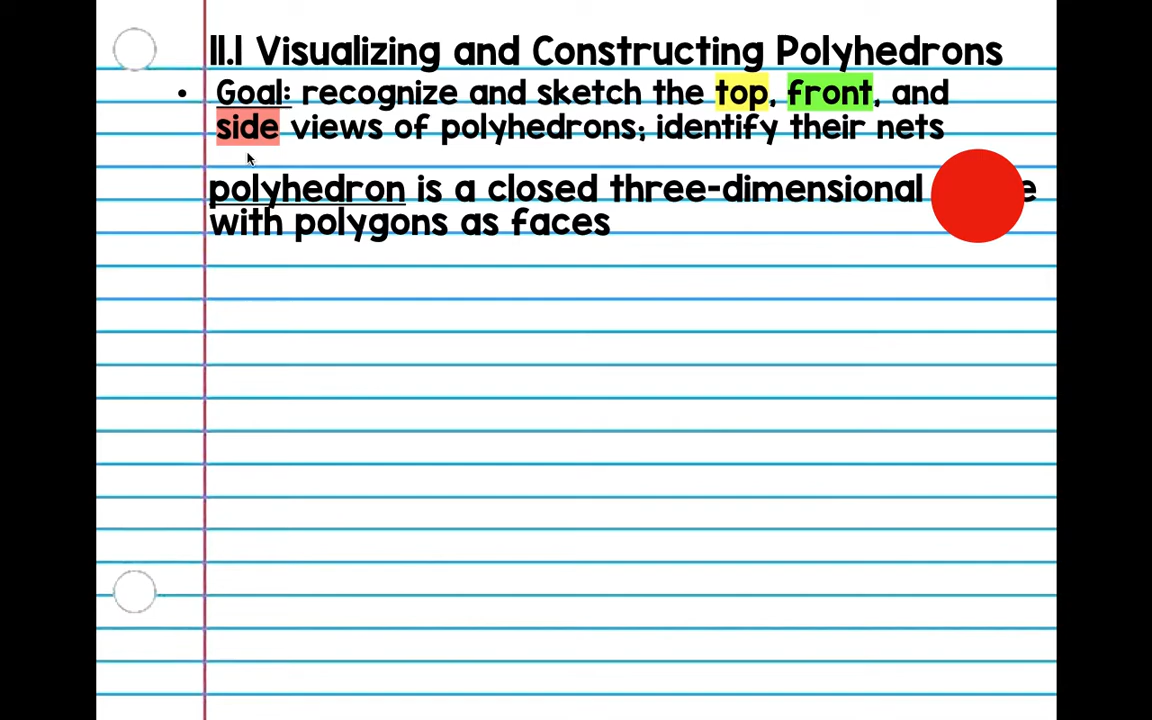 11.1 Visualizing and Constructing Polyhedrons
• Goal: recognize and sketch the top, front, and
side views of polyhedrons; identify their nets
polyhedron is a closed three-dimensional
with polygons as faces